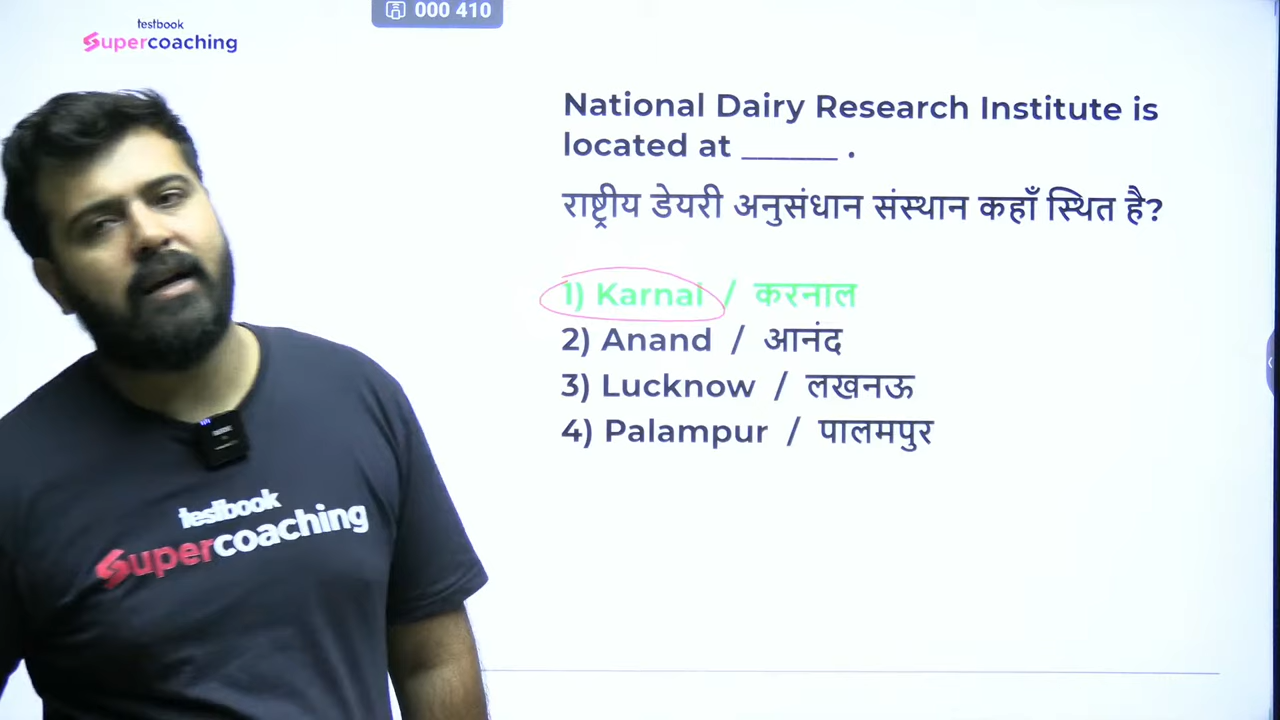 testbook
Supercoaching
000 410
National Dairy Research Institute is
located at ______ .
राष्ट्रीय डेयरी अनुसंधान संस्थान कहाँ स्थित है?
1) Karnal / करनाल
2) Anand / आनंद
3) Lucknow / लखनऊ
4) Palampur / पालमपुर
testbook
Supercoaching